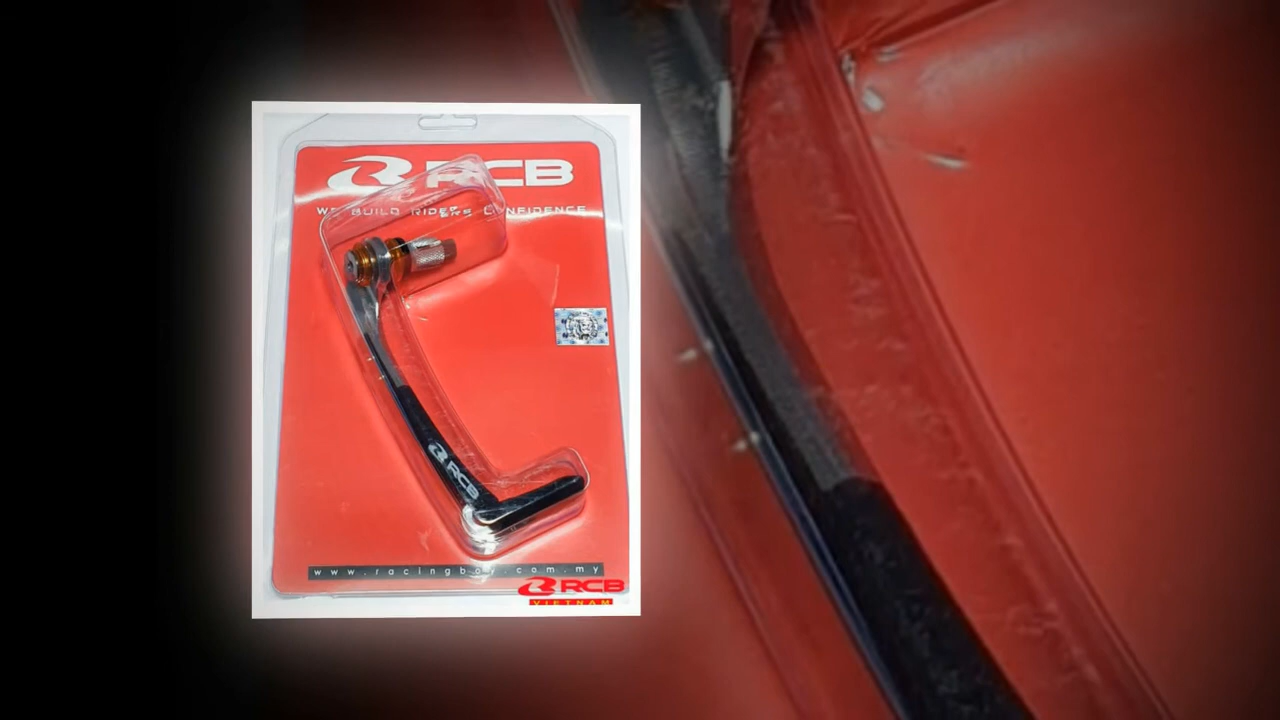 RCB
WE BUILD RIDERS CONFIDENCE
RCB
www.racingboy.com.my
RCB
VIETNAM